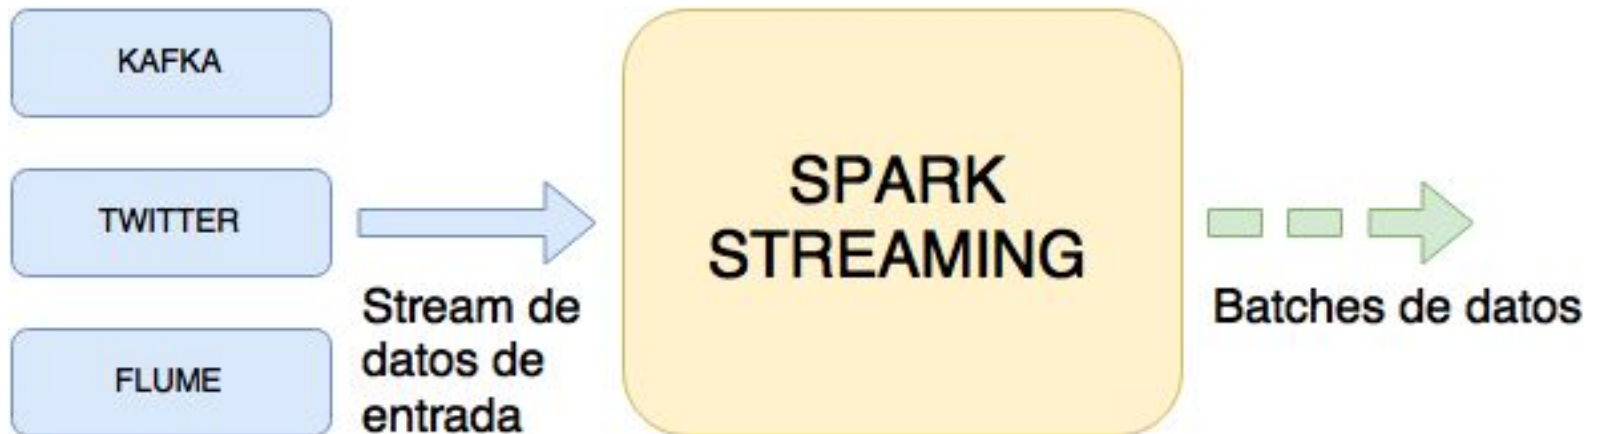 KAFKA
TWITTER
FLUME
Stream de
datos de
entrada
SPARK
STREAMING
Batches de datos